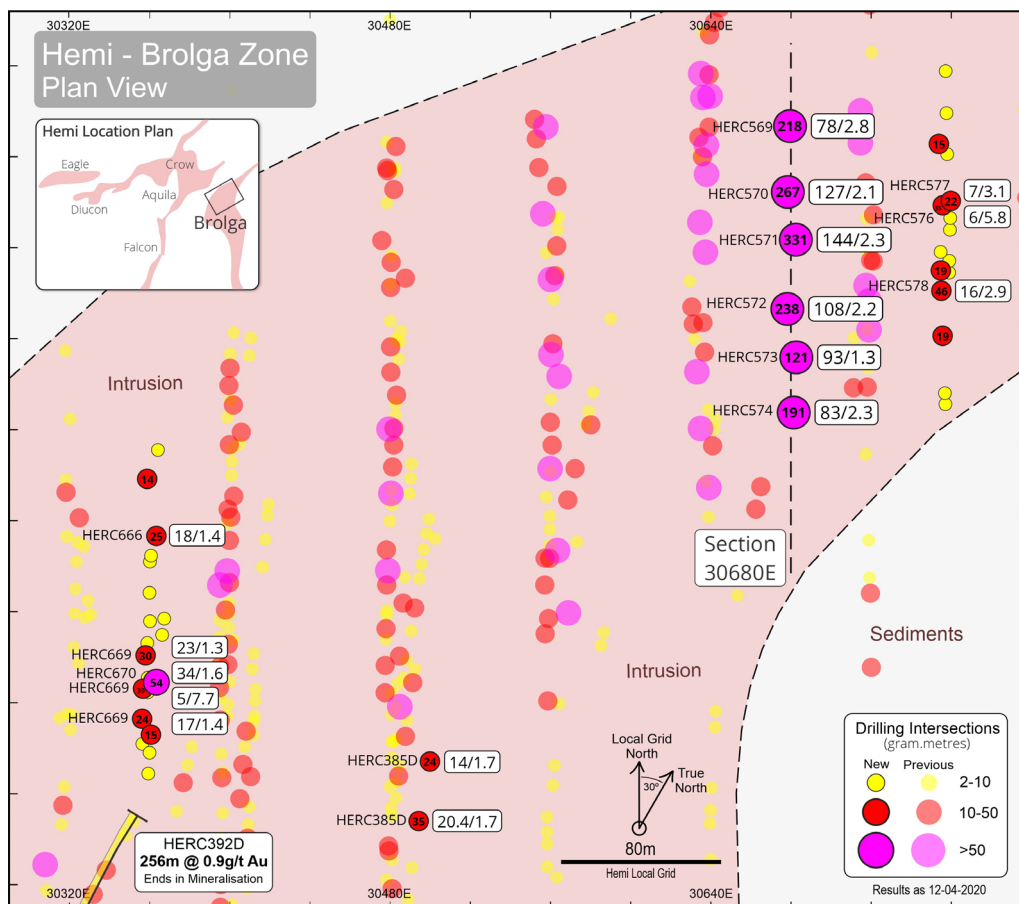 30320E
30480E
30640E
Hemi - Brolga Zone
Plan View
Hemi Location Plan
Eagle
Crow
Aquila
Diucon
Brolga
Falcon
HERC569
218
78/2.8
15
HERC570
267
127/2.1
HERC577
7/3.1
22
HERC576
6/5.8
HERC571
331
144/2.3
19
HERC578
46
16/2.9
HERC572
238
108/2.2
19
HERC573
121
93/1.3
Intrusion
HERC574
191
83/2.3
14
HERC666
25
18/1.4
Section
30680E
Sediments
23/1.3
HERC669
30
HERC670
54
34/1.6
HERC669
5/7.7
Intrusion
HERC669
24
17/1.4
15
HERC385D
24
14/1.7
HERC385D
35
20.4/1.7
Local Grid
North
True
North
30º
80m
Hemi Local Grid
HERC392D
256m @ 0.9g/t Au
Ends in Mineralisation
Drilling Intersections
(gram.metres)
New
Previous
2-10
10-50
>50
Results as 12-04-2020
30320E
30480E
30640E